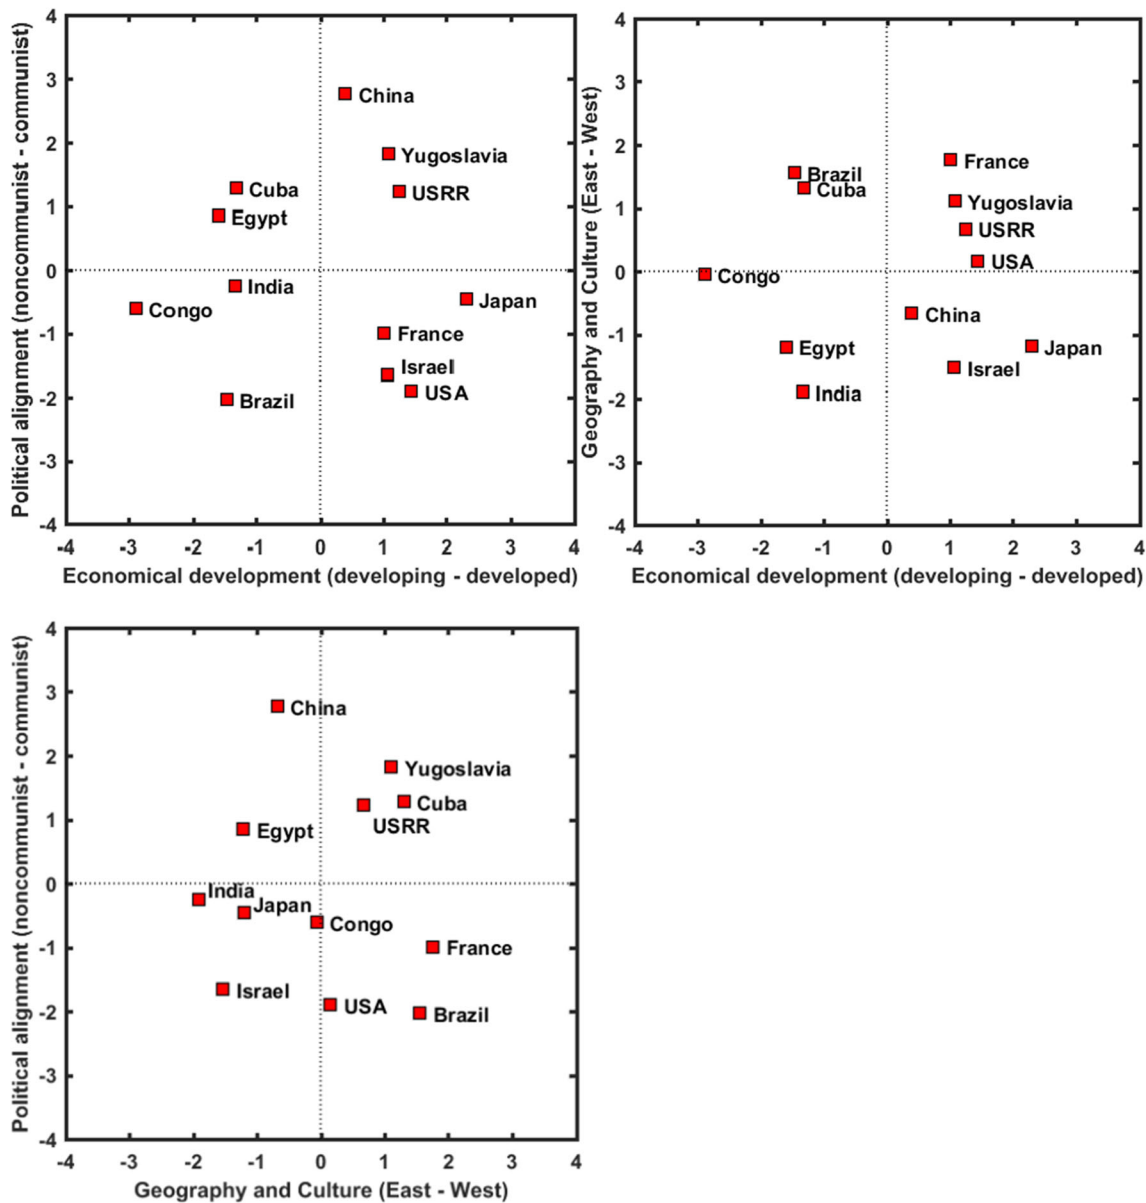 Political alignment (noncommunist - communist)
4
3
2
1
0
-1
-2
-3
-4
China
Yugoslavia
USRR
Cuba
Egypt
India
Congo
Japan
France
Israel
USA
Brazil
-4 -3 -2 -1 0 1 2 3 4
Economical development (developing - developed)
Geography and Culture (East - West)
4
3
2
1
0
-1
-2
-3
-4
France
Brazil
Cuba
Yugoslavia
USRR
USA
Congo
China
Egypt
Japan
Israel
India
-4 -3 -2 -1 0 1 2 3 4
Economical development (developing - developed)
Political alignment (noncommunist - communist)
4
3
2
1
0
-1
-2
-3
-4
China
Yugoslavia
Cuba
USRR
Egypt
India
Japan
Congo
France
Israel
USA
Brazil
-4 -3 -2 -1 0 1 2 3 4
Geography and Culture (East - West)